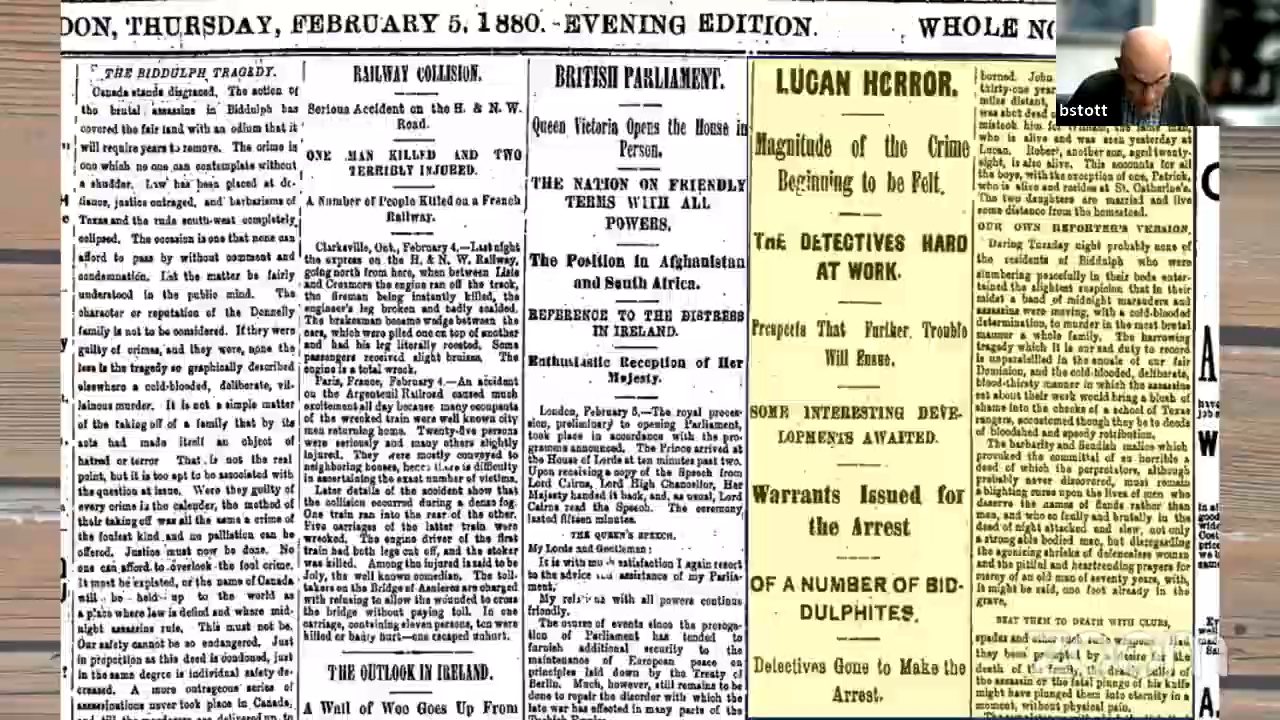 DON, THURSDAY, FEBRUARY 5, 1880. - EVENING EDITION.
WHOLE NO
bstott
THE BIDDULPH TRAGEDY.
Canada stands disgraced. The action of
the brutal assassins in Biddulph has
covered the fair land with an odium that it
will require years to remove. The crime is
one which no one can contemplate without
a shudder. Law has been placed at de-
fiance, justice outraged, and barbarisms of
Texas and the rude south-west completely
eclipsed. The occasion is one that none can
afford to pass by without comment and
condemnation. Let the matter be fairly
understood in the public mind. The
character or reputation of the Donnelly
family is not to be considered. If they were
guilty of crimes, and they were, none the
less is the tragedy so graphically described
elsewhere a cold-blooded, deliberate, vil-
lainous murder. It is not a simple matter
of the taking off of a family that by its
acts had made itself an object of
hatred or terror That is not the real
point, but it is too apt to be associated with
the question at issue. Were they guilty of
every crime in the calender, the method of
their taking off was all the same a crime of
the foulest kind and no palliation can be
offered. Justice must now be done. No
one can afford to overlook the foul crime.
It must be expiated, or the name of Canada
will be held up to the world as
a place where law is defied and where mid-
night assassins rule. This must not be.
Our safety cannot be so endangered. Just
in proportion as this deed is condoned, just
in the same degree is individual safety de-
creased. A more outrageous series of
assassinations never took place in Canada,
and till the murderers are delivered up to
RAILWAY COLLISION.
Serious Accident on the H. & N. W.
Road.
ONE MAN KILLED AND TWO
TERRIBLY INJURED.
A Number of People Killed on a French
Railway.
Clarksville, Ont., February 4.—Last night
the express on the H. & N. W. Railway,
going north from here, when between Lisle
and Creemore the engine ran off the track,
the fireman being instantly killed, the
engineer's leg broken and badly scalded.
The brakesman became wedge between the
cars, which were piled one on top of another
and had his leg literally roasted. Some
passengers received slight bruises. The
engine is a total wreck.
Paris, France, February 4.—An accident
on the Argenteuil Railroad caused much
excitement all day because many occupants
of the wrecked train were well known city
men returning home. Twenty-five persons
were seriously and many others slightly
injured. They were mostly conveyed to
neighboring houses, hence there is difficulty
in ascertaining the exact number of victims.
Later details of the accident show that
the collision occurred during a dense fog.
One train ran into the rear of the other.
Five carriages of the latter train were
wrecked. The engine driver of the first
train had both legs cut off, and the stoker
was killed. Among the injured is said to be
Joly, the well known comedian. The toll-
takers on the Bridge of Asnieres are charged
with refusing to allow the wounded to cross
the bridge without paying toll. In one
carriage, containing eleven persons, ten were
killed or badly hurt—one escaped unhurt.
THE OUTLOOK IN IRELAND.
A Wail of Woe Goes Up From
BRITISH PARLIAMENT.
Queen Victoria Opens the House in
Person.
THE NATION ON FRIENDLY
TERMS WITH ALL
POWERS.
The Position in Afghanistan
and South Africa.
REFERENCE TO THE DISTRESS
IN IRELAND.
Enthusiastic Reception of Her
Majesty.
London, February 5.—The royal proces-
sion, preliminary to opening Parliament,
took place in accordance with the pro-
gramme announced. The Prince arrived at
the House of Lords at ten minutes past two.
Upon receiving a copy of the Speech from
Lord Cairns, Lord High Chancellor, Her
Majesty handed it back, and, as usual, Lord
Cairns read the Speech. The ceremony
lasted fifteen minutes.
THE QUEEN'S SPEECH.
My Lords and Gentlemen:
It is with much satisfaction I again resort
to the advice and assistance of my Parlia-
ment.
My relations with all powers continue
friendly.
The course of events since the proroga-
tion of Parliament has tended to
furnish additional security to the
maintenance of European peace on
principles laid down by the Treaty of
Berlin. Much, however, still remains to be
done to repair the disorder with which the
late war has effected in many parts of the
Turkish Empire.
LUCAN HORROR.
Magnitude of the Crime
Beginning to be Felt.
THE DETECTIVES HARD
AT WORK.
Prospects That Further Trouble
Will Ensue.
SOME INTERESTING DEVE-
LOPMENTS AWAITED.
Warrants Issued for
the Arrest
OF A NUMBER OF BID-
DULPHITES.
Detectives Gone to Make the
Arrest.
burned. John
thirty-one year
miles distant,
was shot dead
mistook him for William, the same man,
who is alive and was seen yesterday at
Lucan. Robert, another son, aged twenty-
eight, is also alive. This accounts for all
the boys, with the exception of one, Patrick,
who is alive and resides at St. Catharine's.
The two daughters are married and live
some distance from the homestead.
OUR OWN REPORTER'S VERSION.
During Tuesday night probably none of
the residents of Biddulph who were
slumbering peacefully in their beds enter-
tained the slightest suspicion that in their
midst a band of midnight marauders and
assassins were moving, with a cold-blooded
determination, to murder in the most brutal
manner a whole family. The harrowing
tragedy which it is our sad duty to record
is unparalelled in the annals of our fair
Dominion, and the cold-blooded, deliberate,
blood-thirsty manner in which the assassins
set about their work would bring a blush of
shame into the cheeks of a school of Texas
rangers, accustomed though they be to deeds
of bloodshed and speedy retribution.
The barbarity and fiendish malice which
provoked the committal of so horrible a
deed of which the perpetrators, although
probably never discovered, must remain
a blighting curse upon the lives of men who
deserve the names of fiends rather than
men, and who so foully and brutally in the
dead of night attacked and slew, not only
a strong able bodied man, but disregarding
the agonizing shrieks of defenceless woman
and the pitiful and heartrending prayers for
mercy of an old man of seventy years, with,
it might be said, one foot already in the
grave,
BEAT THEM TO DEATH WITH CLUBS,
spades and other such
they been
death of the family, the
the assassin or the fatal plunge of his knife
might have plunged them into eternity in a
moment, without physical pain.